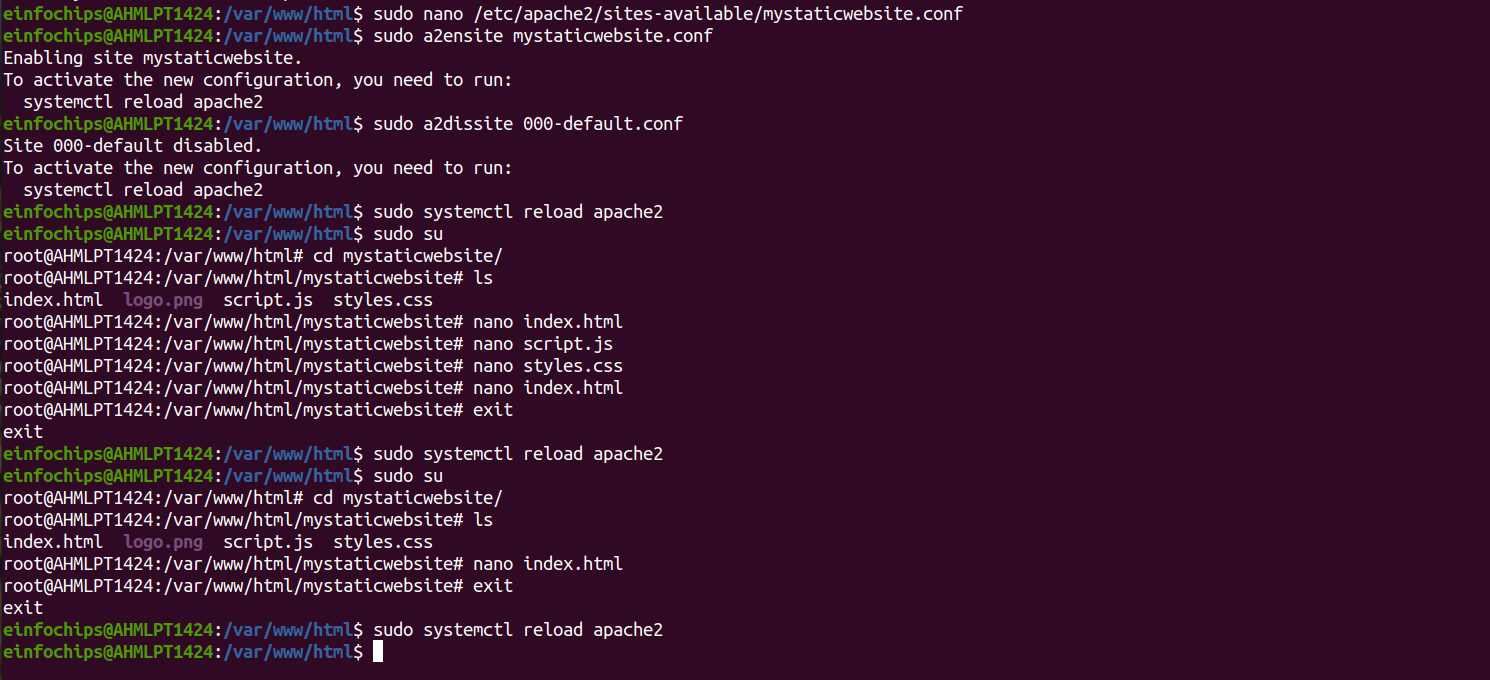 einfochips@AHMLPT1424:/var/www/html$ sudo nano /etc/apache2/sites-available/mystaticwebsite.conf
einfochips@AHMLPT1424:/var/www/html$ sudo a2ensite mystaticwebsite.conf
Enabling site mystaticwebsite.
To activate the new configuration, you need to run:
  systemctl reload apache2
einfochips@AHMLPT1424:/var/www/html$ sudo a2dissite 000-default.conf
Site 000-default disabled.
To activate the new configuration, you need to run:
  systemctl reload apache2
einfochips@AHMLPT1424:/var/www/html$ sudo systemctl reload apache2
einfochips@AHMLPT1424:/var/www/html$ sudo su
root@AHMLPT1424:/var/www/html# cd mystaticwebsite/
root@AHMLPT1424:/var/www/html/mystaticwebsite# ls
index.html  logo.png  script.js  styles.css
root@AHMLPT1424:/var/www/html/mystaticwebsite# nano index.html
root@AHMLPT1424:/var/www/html/mystaticwebsite# nano script.js
root@AHMLPT1424:/var/www/html/mystaticwebsite# nano styles.css
root@AHMLPT1424:/var/www/html/mystaticwebsite# nano index.html
root@AHMLPT1424:/var/www/html/mystaticwebsite# exit
exit
einfochips@AHMLPT1424:/var/www/html$ sudo systemctl reload apache2
einfochips@AHMLPT1424:/var/www/html$ sudo su
root@AHMLPT1424:/var/www/html# cd mystaticwebsite/
root@AHMLPT1424:/var/www/html/mystaticwebsite# ls
index.html  logo.png  script.js  styles.css
root@AHMLPT1424:/var/www/html/mystaticwebsite# nano index.html
root@AHMLPT1424:/var/www/html/mystaticwebsite# exit
exit
einfochips@AHMLPT1424:/var/www/html$ sudo systemctl reload apache2
einfochips@AHMLPT1424:/var/www/html$